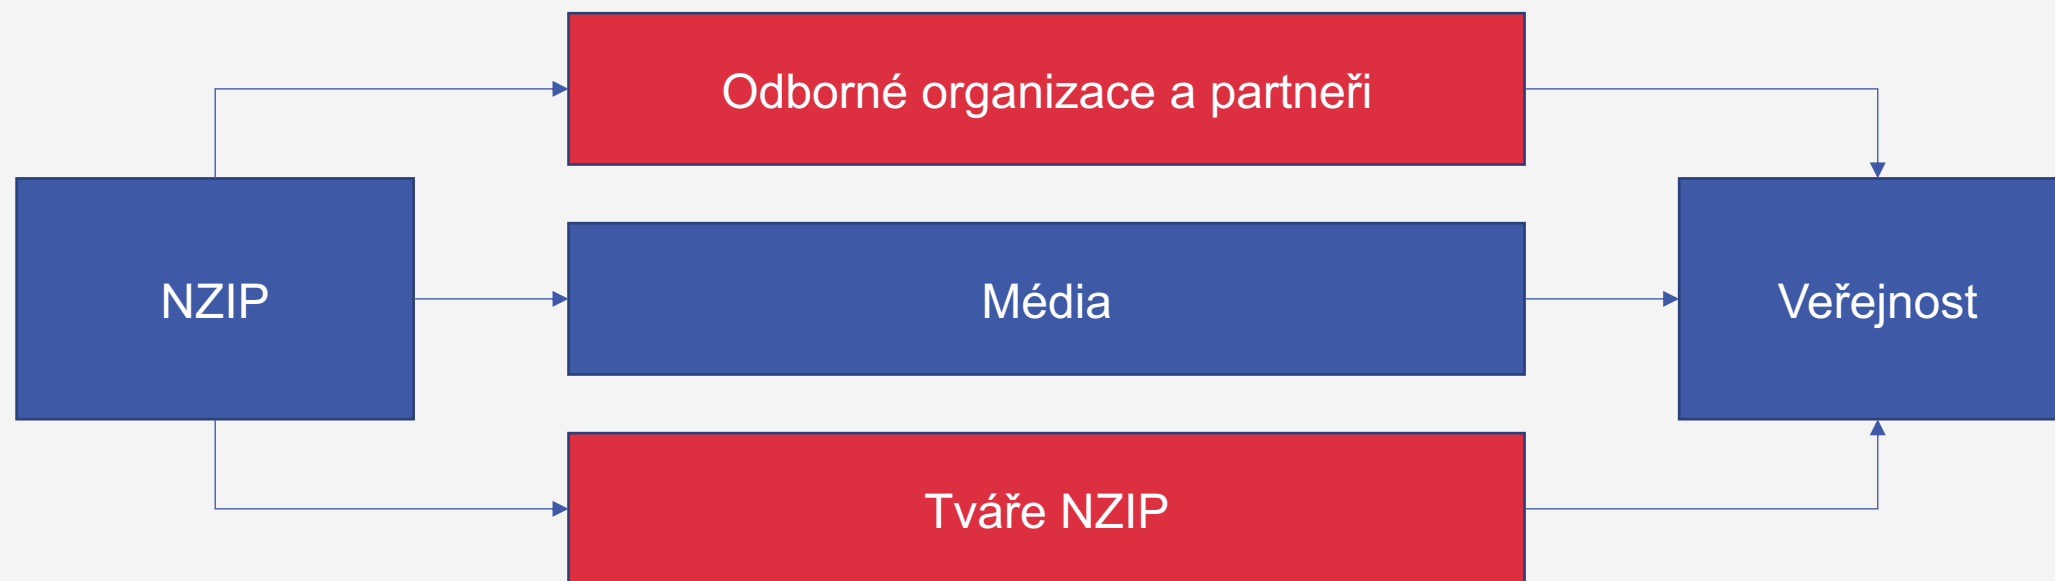 Odborné organizace a partneři
NZIP
Média
Veřejnost
Tváře NZIP